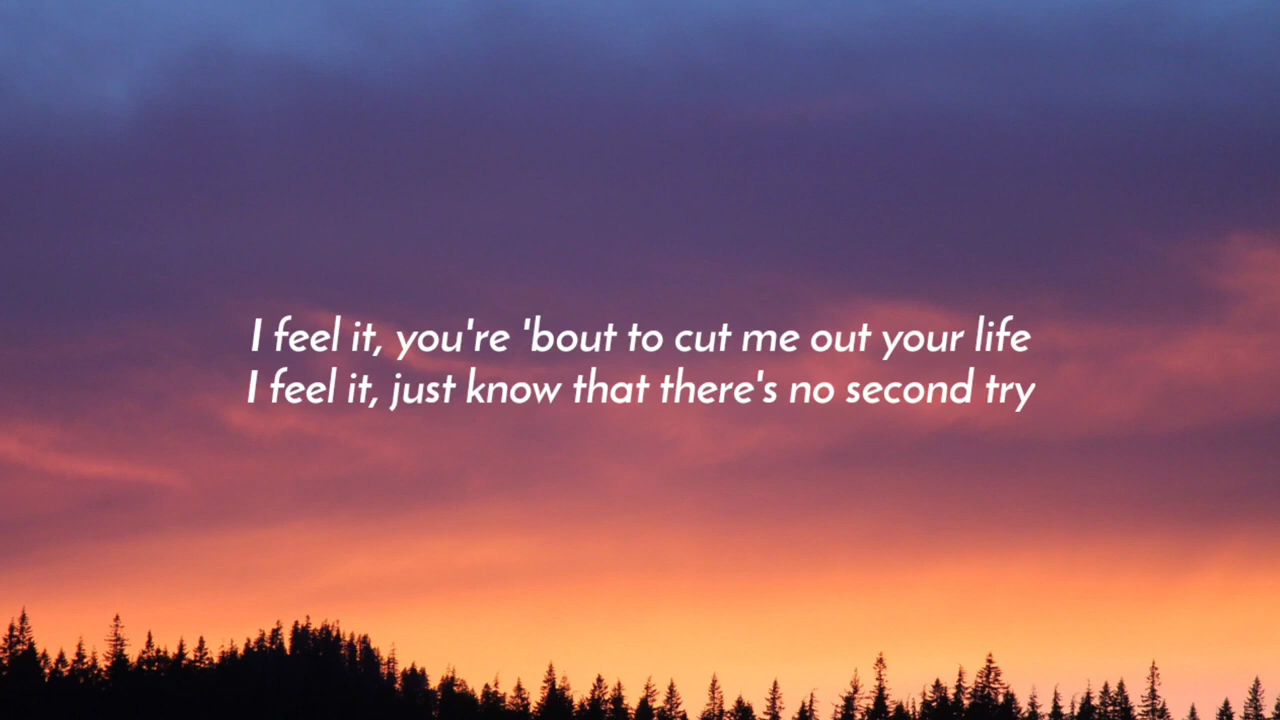 I feel it, you're 'bout to cut me out your life
I feel it, just know that there's no second try